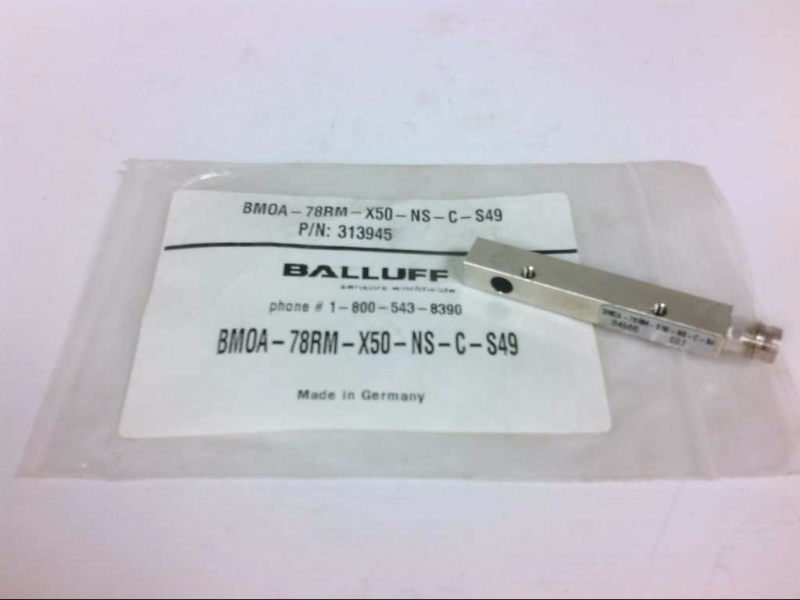 BMOA-78RM-X50-NS-C-S49
P/N: 313945
BALLUFF
sensors worldwide
phone # 1-800-543-8390
BMOA-78RM-X50-NS-C-S49
Made in Germany